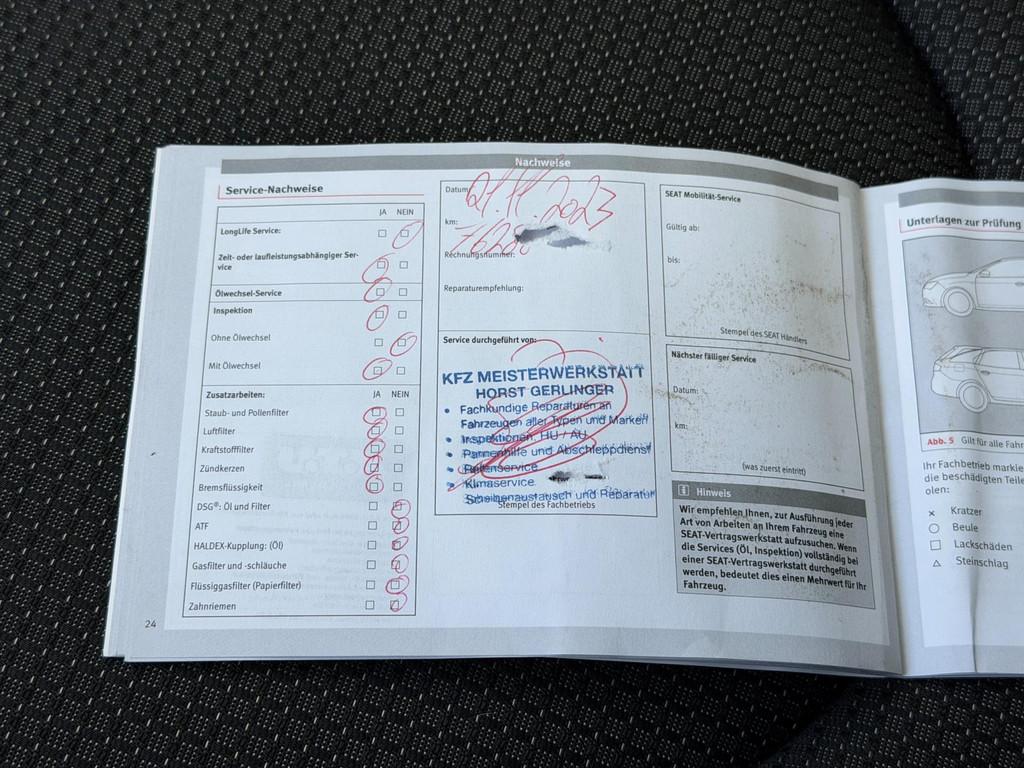 Nachweise
Service-Nachweise
JA NEIN
LongLife Service:
Zeit- oder laufleistungsabhängiger Ser-
vice
Ölwechsel-Service
Inspektion
Ohne Ölwechsel
Mit Ölwechsel
Zusatzarbeiten: JA NEIN
Staub- und Pollenfilter
Luftfilter
Kraftstofffilter
Zündkerzen
Bremsflüssigkeit
DSG®: Öl und Filter
ATF
HALDEX-Kupplung: (Öl)
Gasfilter und -schläuche
Flüssiggasfilter (Papierfilter)
Zahnriemen
24
Datum 21.11.2023
km:
Rechnungsnummer:
Reparaturempfehlung:
Service durchgeführt von:
KFZ MEISTERWERKSTATT
HORST GERLINGER
• Fachkundige Reparaturen an
Fahrzeugen aller Typen und Marken
• Inspektionen, HU / AU
• Pannenhilfe und Abschleppdienst
• Reifenservice
• Klimaservice
Scheibenaustausch und Reparatur
Stempel des Fachbetriebs
SEAT Mobilität-Service
Gültig ab:
bis:
Stempel des SEAT Händlers
Nächster fälliger Service
Datum:
km:
(was zuerst eintritt)
i Hinweis
Wir empfehlen Ihnen, zur Ausführung jeder
Art von Arbeiten an Ihrem Fahrzeug eine
SEAT-Vertragswerkstatt aufzusuchen. Wenn
die Services (Öl, Inspektion) vollständig bei
einer SEAT-Vertragswerkstatt durchgeführt
werden, bedeutet dies einen Mehrwert für Ihr
Fahrzeug.
Unterlagen zur Prüfung
Abb. 5 Gilt für alle Fahr
Ihr Fachbetrieb markie
die beschädigten Teile
olen:
× Kratzer
○ Beule
□ Lackschäden
△ Steinschlag